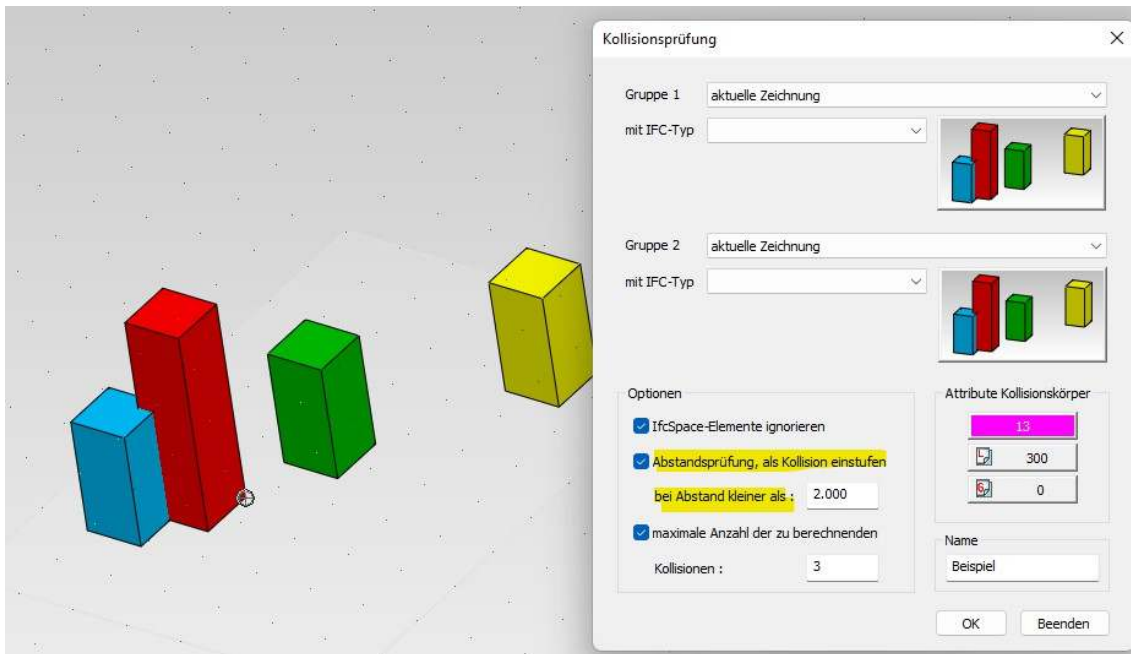 Kollisionsprüfung
Gruppe 1 aktuelle Zeichnung
mit IFC-Typ
Gruppe 2 aktuelle Zeichnung
mit IFC-Typ
Optionen
IfcSpace-Elemente ignorieren
Abstandsprüfung, als Kollision einstufen
bei Abstand kleiner als : 2.000
maximale Anzahl der zu berechnenden
Kollisionen : 3
Attribute Kollisionskörper
13
L 300
G 0
Name
Beispiel
OK Beenden